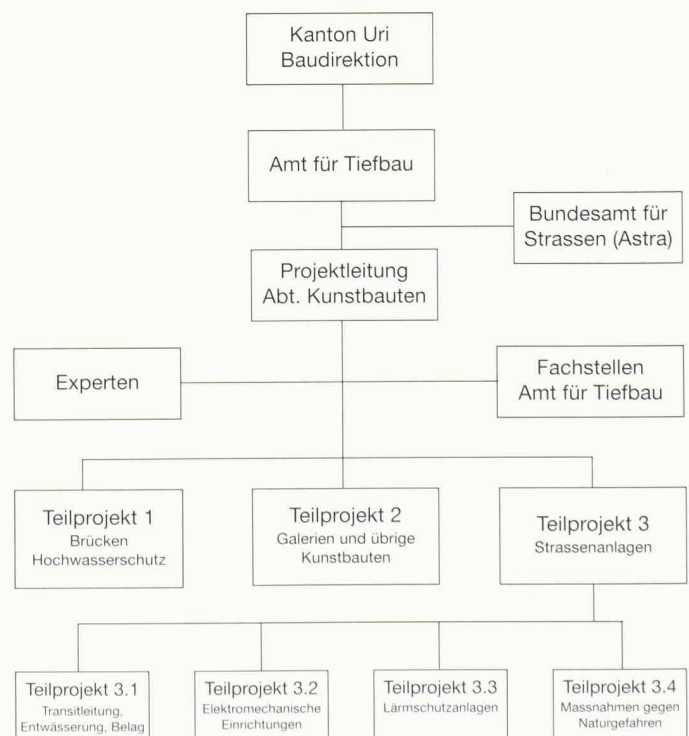 Kanton Uri
Baudirektion
Amt für Tiefbau
Bundesamt für
Strassen (Astra)
Projektleitung
Abt. Kunstbauten
Experten
Fachstellen
Amt für Tiefbau
Teilprojekt 1
Brücken
Hochwasserschutz
Teilprojekt 2
Galerien und übrige
Kunstbauten
Teilprojekt 3
Strassenanlagen
Teilprojekt 3.1
Transitleitung,
Entwässerung, Belag
Teilprojekt 3.2
Elektromechanische
Einrichtungen
Teilprojekt 3.3
Lärmschutzanlagen
Teilprojekt 3.4
Massnahmen gegen
Naturgefahren